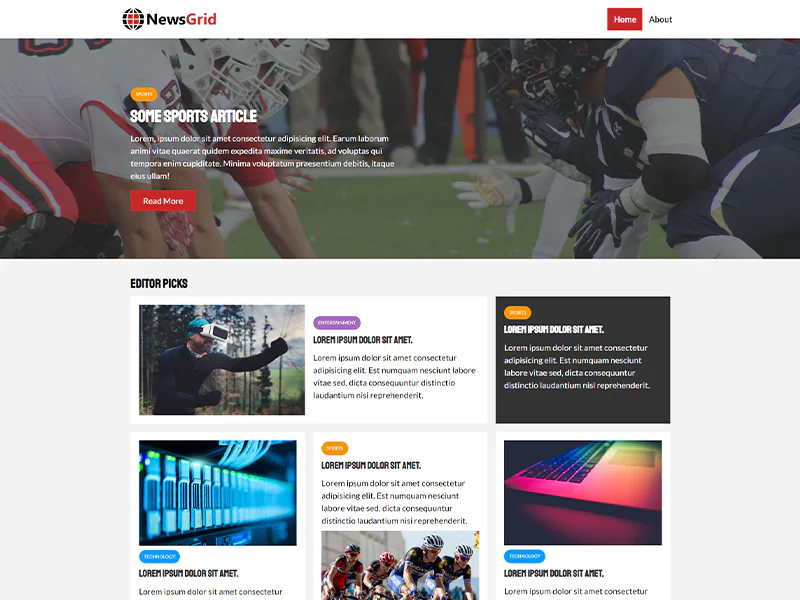 NewsGrid
Home
About
SPORTS
SOME SPORTS ARTICLE
Lorem, ipsum dolor sit amet consectetur adipisicing elit. Earum laborum
animi vitae quaerat quidem expedita maxime veritatis, ad voluptas qui
tempora enim cupiditate. Minima voluptatum praesentium debitis, itaque
eius ullam!
Read More
EDITOR PICKS
ENTERTAINMENT
LOREM IPSUM DOLOR SIT AMET.
Lorem ipsum dolor sit amet consectetur
adipisicing elit. Est numquam nesciunt
vitae sed, dicta consequuntur distinctio
laudantium nisi reprehenderit.
SPORTS
LOREM IPSUM DOLOR SIT AMET.
Lorem ipsum dolor sit amet consectetur
adipisicing elit. Est numquam nesciunt
labore vitae sed, dicta consequuntur
distinctio laudantium nisi reprehenderit.
TECHNOLOGY
LOREM IPSUM DOLOR SIT AMET.
Lorem ipsum dolor sit amet consectetur
SPORTS
LOREM IPSUM DOLOR SIT AMET.
Lorem ipsum dolor sit amet consectetur
adipisicing elit. Est numquam nesciunt
labore vitae sed, dicta consequuntur
distinctio laudantium nisi reprehenderit.
TECHNOLOGY
LOREM IPSUM DOLOR SIT AMET.
Lorem ipsum dolor sit amet consectetur